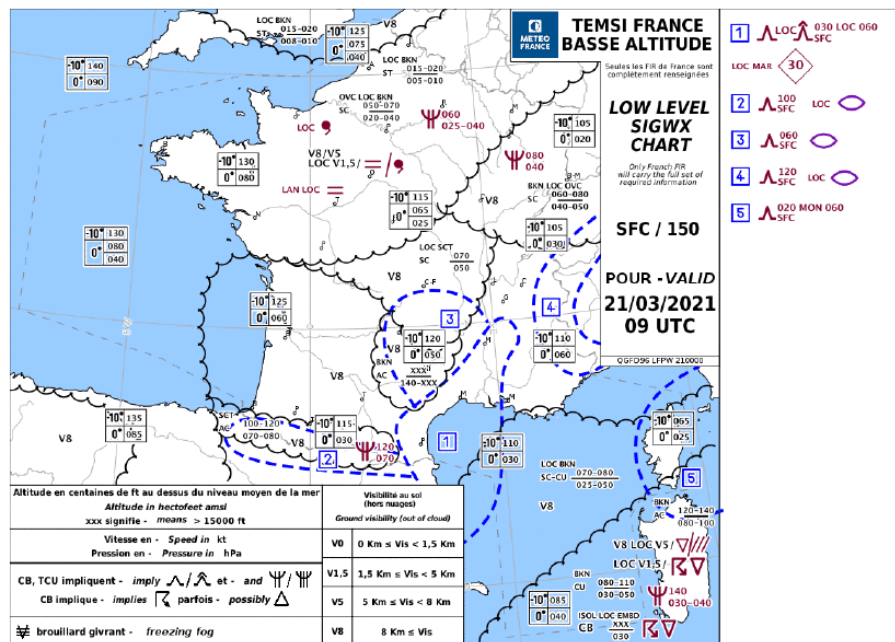 METEO
FRANCE
TEMSI FRANCE
BASSE ALTITUDE
Seules les FIR de France sont
complètement renseignées
LOW LEVEL
SIGWX
CHART
Only French FIR
will carry the full set of
required information
SFC / 150
POUR - VALID
21/03/2021
09 UTC
QGFD96 LFPW 210000
1 LOC 030 LOC 060
SFC
LOC MAR 30
2 100 LOC
SFC
3 060
SFC
4 120 LOC
SFC
5 020 MON 060
SFC
LOC BKN 015-020
ST 008-010
-10° 125
0° 075
040
V8
-10° 140
0° 090
LOC BKN
ST 015-020
005-010
OVC LOC BKN
SC 050-070
020-040
060
025-040
LOC
V8/V5
LOC V1,5 /
LAN LOC
-10° 130
0° 080
-10° 105
0° 020
080
040
BKN LOC OVC
SC 060-080
040-050
-10° 115
0° 065
025
-10° 105
0° 030
-10° 130
0° 080
040
LOC SCT
SC 070
050
V8
C-F
-10° 125
0° 060
3
4
-10° 120
0° 050
V8
BKN
AC XXX
140-XXX
-10° 110
0° 060
V8
-10° 135
0° 085
V8
SCT
AC 100-120
070-080
V8
-10° 115
0° 030
2
120
070
1
-10° 110
0° 030
LOC BKN
SC-CU 070-080
025-050
V8
065
0° 025
5
BKN
AC 120-140
080-100
V8 LOC V5 /
LOC V1,5 /
140
030-040
BKN
CU 080-110
030-050
-10° 085
0° 040
ISOL LOC EMBD
CB XXX
030
Altitude en centaines de ft au dessus du niveau moyen de la mer
Altitude in hectofeet amsl
xxx signifie - means > 15000 ft
Vitesse en - Speed in kt
Pression en - Pressure in hPa
CB, TCU impliquent - imply / et - and /
CB implique - implies parfois - possibly
brouillard givrant - freezing fog
Visibilité au sol
(hors nuages)
Ground visibility (out of cloud)
V0 0 Km ≤ Vis < 1,5 Km
V1,5 1,5 Km ≤ Vis < 5 Km
V5 5 Km ≤ Vis < 8 Km
V8 8 Km ≤ Vis